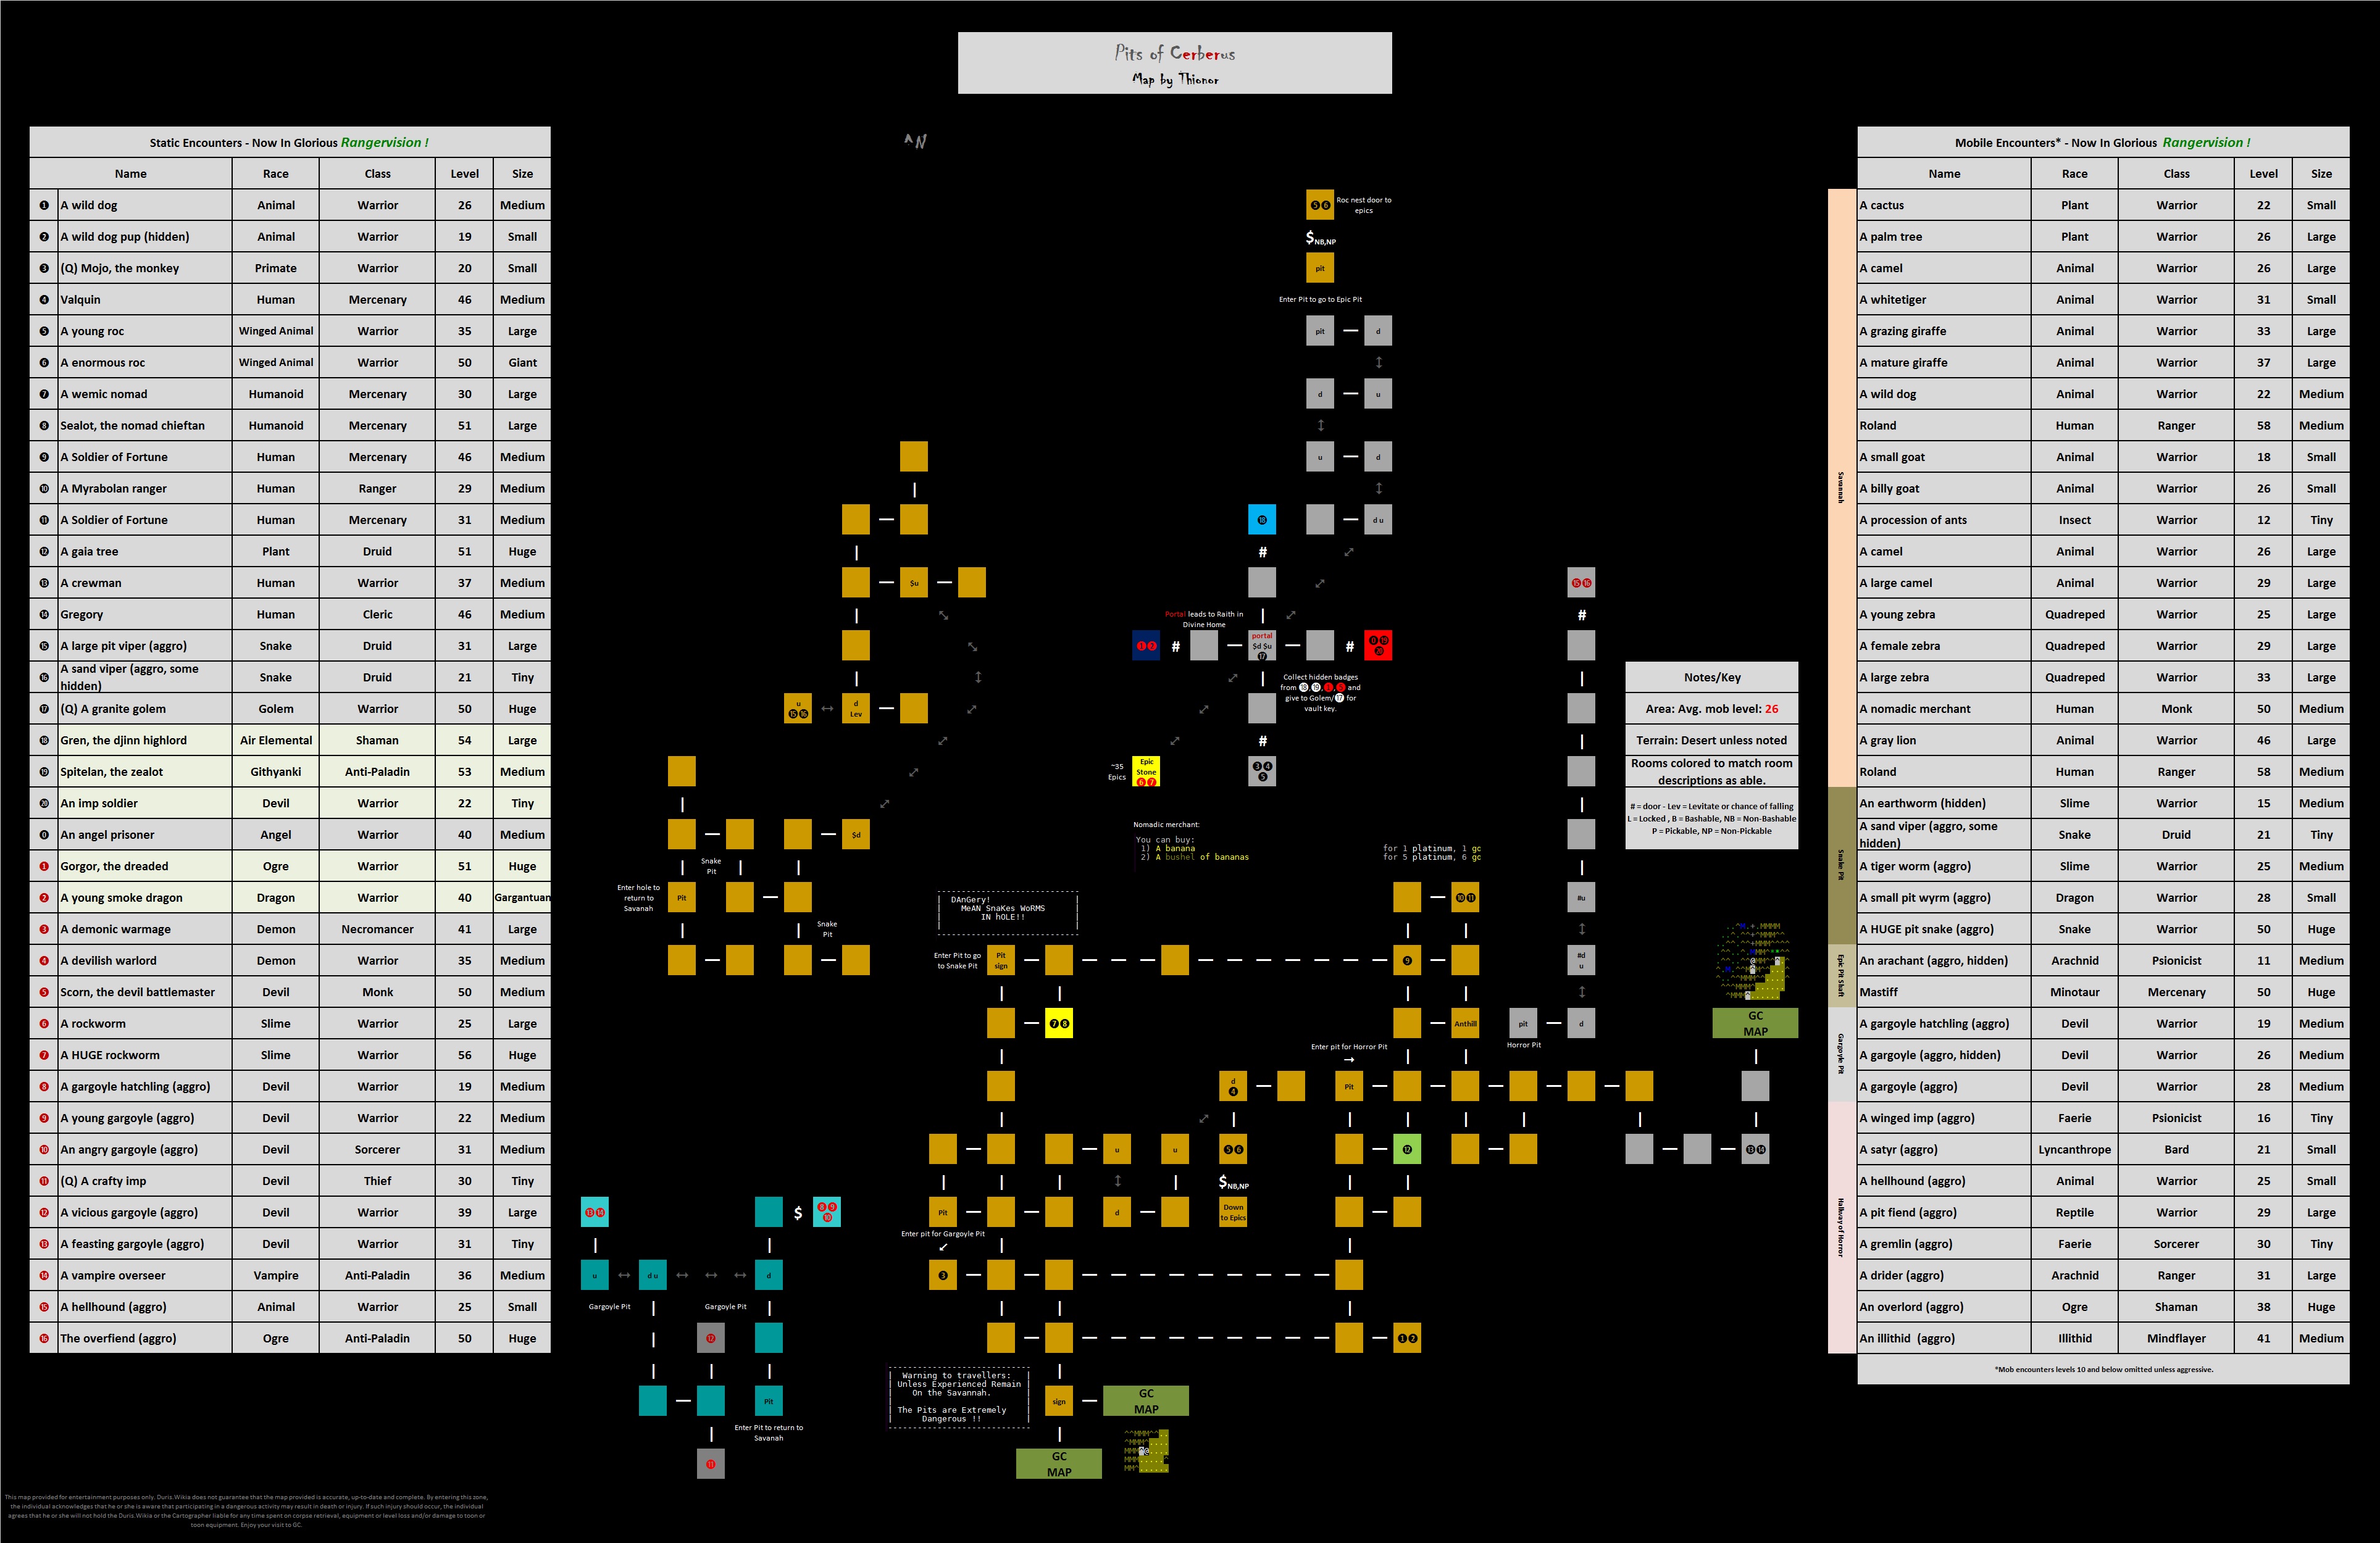 Pits of Cerberus
Map by Thionor
^N
Static Encounters - Now In Glorious Rangervision !
Name Race Class Level Size
❶ A wild dog Animal Warrior 26 Medium
❷ A wild dog pup (hidden) Animal Warrior 19 Small
❸ (Q) Mojo, the monkey Primate Warrior 20 Small
❹ Valquin Human Mercenary 46 Medium
❺ A young roc Winged Animal Warrior 35 Large
❻ A enormous roc Winged Animal Warrior 50 Giant
❼ A wemic nomad Humanoid Mercenary 30 Large
❽ Sealot, the nomad chieftan Humanoid Mercenary 51 Large
❾ A Soldier of Fortune Human Mercenary 46 Medium
❿ A Myrabolan ranger Human Ranger 29 Medium
⓫ A Soldier of Fortune Human Mercenary 31 Medium
⓬ A gaia tree Plant Druid 51 Huge
⓭ A crewman Human Warrior 37 Medium
⓮ Gregory Human Cleric 46 Medium
⓯ A large pit viper (aggro) Snake Druid 31 Large
⓰ A sand viper (aggro, some hidden) Snake Druid 21 Tiny
⓱ (Q) A granite golem Golem Warrior 50 Huge
⓲ Gren, the djinn highlord Air Elemental Shaman 54 Large
⓳ Spitelan, the zealot Githyanki Anti-Paladin 53 Medium
⓴ An imp soldier Devil Warrior 22 Tiny
⓿ An angel prisoner Angel Warrior 40 Medium
❶ Gorgor, the dreaded Ogre Warrior 51 Huge
❷ A young smoke dragon Dragon Warrior 40 Gargantuan
❸ A demonic warmage Demon Necromancer 41 Large
❹ A devilish warlord Demon Warrior 35 Medium
❺ Scorn, the devil battlemaster Devil Monk 50 Medium
❻ A rockworm Slime Warrior 25 Large
❼ A HUGE rockworm Slime Warrior 56 Huge
❽ A gargoyle hatchling (aggro) Devil Warrior 19 Medium
❾ A young gargoyle (aggro) Devil Warrior 22 Medium
❿ An angry gargoyle (aggro) Devil Sorcerer 31 Medium
⓫ (Q) A crafty imp Devil Thief 30 Tiny
⓬ A vicious gargoyle (aggro) Devil Warrior 39 Large
⓭ A feasting gargoyle (aggro) Devil Warrior 31 Tiny
⓮ A vampire overseer Vampire Anti-Paladin 36 Medium
⓯ A hellhound (aggro) Animal Warrior 25 Small
⓰ The overfiend (aggro) Ogre Anti-Paladin 50 Huge
Mobile Encounters* - Now In Glorious Rangervision !
Name Race Class Level Size
Savannah
A cactus Plant Warrior 22 Small
A palm tree Plant Warrior 26 Large
A camel Animal Warrior 26 Large
A whitetiger Animal Warrior 31 Small
A grazing giraffe Animal Warrior 33 Large
A mature giraffe Animal Warrior 37 Large
A wild dog Animal Warrior 22 Medium
Roland Human Ranger 58 Medium
A small goat Animal Warrior 18 Small
A billy goat Animal Warrior 26 Small
A procession of ants Insect Warrior 12 Tiny
A camel Animal Warrior 26 Large
A large camel Animal Warrior 29 Large
A young zebra Quadreped Warrior 25 Large
A female zebra Quadreped Warrior 29 Large
A large zebra Quadreped Warrior 33 Large
A nomadic merchant Human Monk 50 Medium
A gray lion Animal Warrior 46 Large
Roland Human Ranger 58 Medium
Snake Pit
An earthworm (hidden) Slime Warrior 15 Medium
A sand viper (aggro, some hidden) Snake Druid 21 Tiny
A tiger worm (aggro) Slime Warrior 25 Medium
A small pit wyrm (aggro) Dragon Warrior 28 Small
A HUGE pit snake (aggro) Snake Warrior 50 Huge
Epic Pit Shaft
An arachant (aggro, hidden) Arachnid Psionicist 11 Medium
Mastiff Minotaur Mercenary 50 Huge
Gargoyle Pit
A gargoyle hatchling (aggro) Devil Warrior 19 Medium
A gargoyle (aggro, hidden) Devil Warrior 26 Medium
A gargoyle (aggro) Devil Warrior 28 Medium
Hallway of Horror
A winged imp (aggro) Faerie Psionicist 16 Tiny
A satyr (aggro) Lyncanthrope Bard 21 Small
A hellhound (aggro) Animal Warrior 25 Small
A pit fiend (aggro) Reptile Warrior 29 Large
A gremlin (aggro) Faerie Sorcerer 30 Tiny
A drider (aggro) Arachnid Ranger 31 Large
An overlord (aggro) Ogre Shaman 38 Huge
An illithid (aggro) Illithid Mindflayer 41 Medium
*Mob encounters levels 10 and below omitted unless aggressive.
❺❻ Roc nest door to
epics
$NB,NP
pit
Enter Pit to go to Epic Pit
pit d
d u
u d
⓲ d u
#
$u
⓯⓰
#
Portal leads to Raith in
Divine Home
❶❷ # portal #
$d $u
⓱
Collect hidden badges
from ⓲,⓳,❶,❺ and
give to Golem/⓱ for
vault key.
#
❸❹
❺
~35
Epics
Epic
Stone
❻❼
u
⓯⓰
d
Lev
$d
Snake
Pit
Enter hole to
return to
Savanah
Pit
Snake
Pit
Notes/Key
Area: Avg. mob level: 26
Terrain: Desert unless noted
Rooms colored to match room
descriptions as able.
# = door - Lev = Levitate or chance of falling
L = Locked , B = Bashable, NB = Non-Bashable
P = Pickable, NP = Non-Pickable
Nomadic merchant:
You can buy:
1) A banana for 1 platinum, 1 gc
2) A bushel of bananas for 5 platinum, 6 gc
DAnGery!
MeAN SnaKes WoRMS
IN hOLE!!
❿⓫
#u
Enter Pit to go
to Snake Pit
Pit
sign
❾
#d
u
❼❽
Anthill
pit d
Horror Pit
GC
MAP
Enter pit for Horror Pit
→
d
❹
Pit
u u ❺❻ ⓬ ⓭⓮
$NB,NP
Pit d Down
to Epics
Enter pit for Gargoyle Pit
❸
❶❷
⓭⓮ $ ❽❾
❿
u d u d
Gargoyle Pit Gargoyle Pit
⓬
Pit
Enter Pit to return to
Savanah
⓫
Warning to travellers:
Unless Experienced Remain
On the Savannah.
The Pits are Extremely
Dangerous !!
sign GC
MAP
GC
MAP
This map provided for entertainment purposes only. Duris.Wikia does not guarantee that the map provided is accurate, up-to-date and complete. By entering this zone,
the individual acknowledges that he or she is aware that participating in a dangerous activity may result in death or injury. If such injury should occur, the individual
agrees that he or she will not hold the Duris.Wikia or the Cartographer liable for any time spent on corpse retrieval, equipment or level loss and/or damage to toon or
toon equipment. Enjoy your visit to GC.